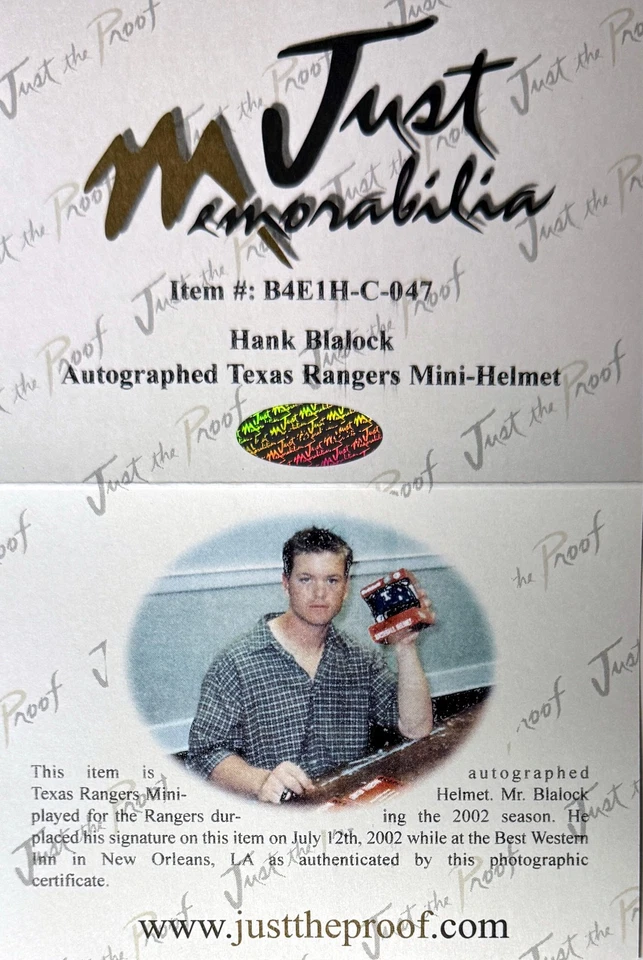 Just
Memorabilia
Item #: B4E1H-C-047
Hank Blalock
Autographed Texas Rangers Mini-Helmet
This item is autographed
Texas Rangers Mini- Helmet. Mr. Blalock
played for the Rangers dur- ing the 2002 season. He
placed his signature on this item on July 12th, 2002 while at the Best Western
Inn in New Orleans, LA as authenticated by this photographic
certificate.
www.justtheproof.com
Just the Proof